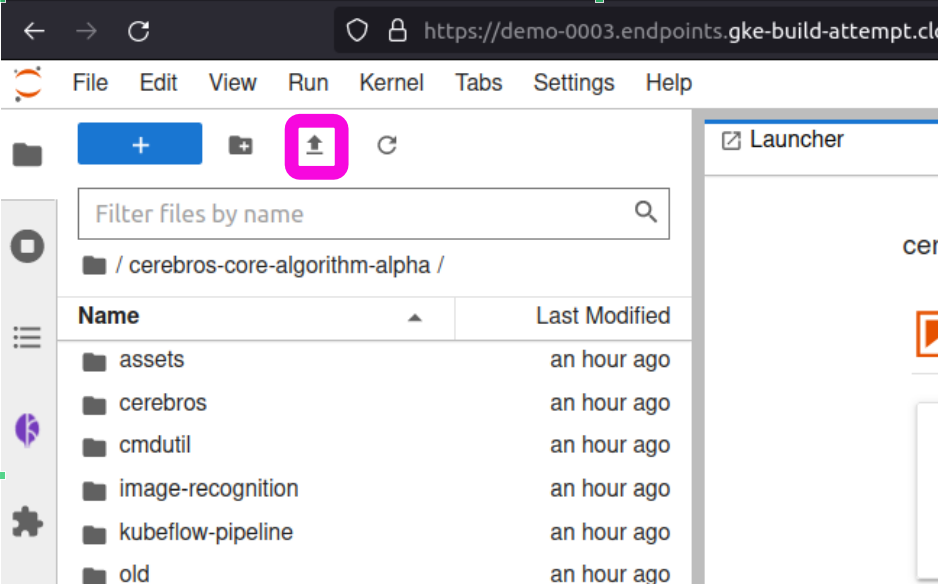 https://demo-0003.endpoints.gke-build-attempt.clo
File Edit View Run Kernel Tabs Settings Help
+
Launcher
Filter files by name
/ cerebros-core-algorithm-alpha /
cer
Name Last Modified
assets an hour ago
cerebros an hour ago
cmdutil an hour ago
image-recognition an hour ago
kubeflow-pipeline an hour ago
old an hour ago